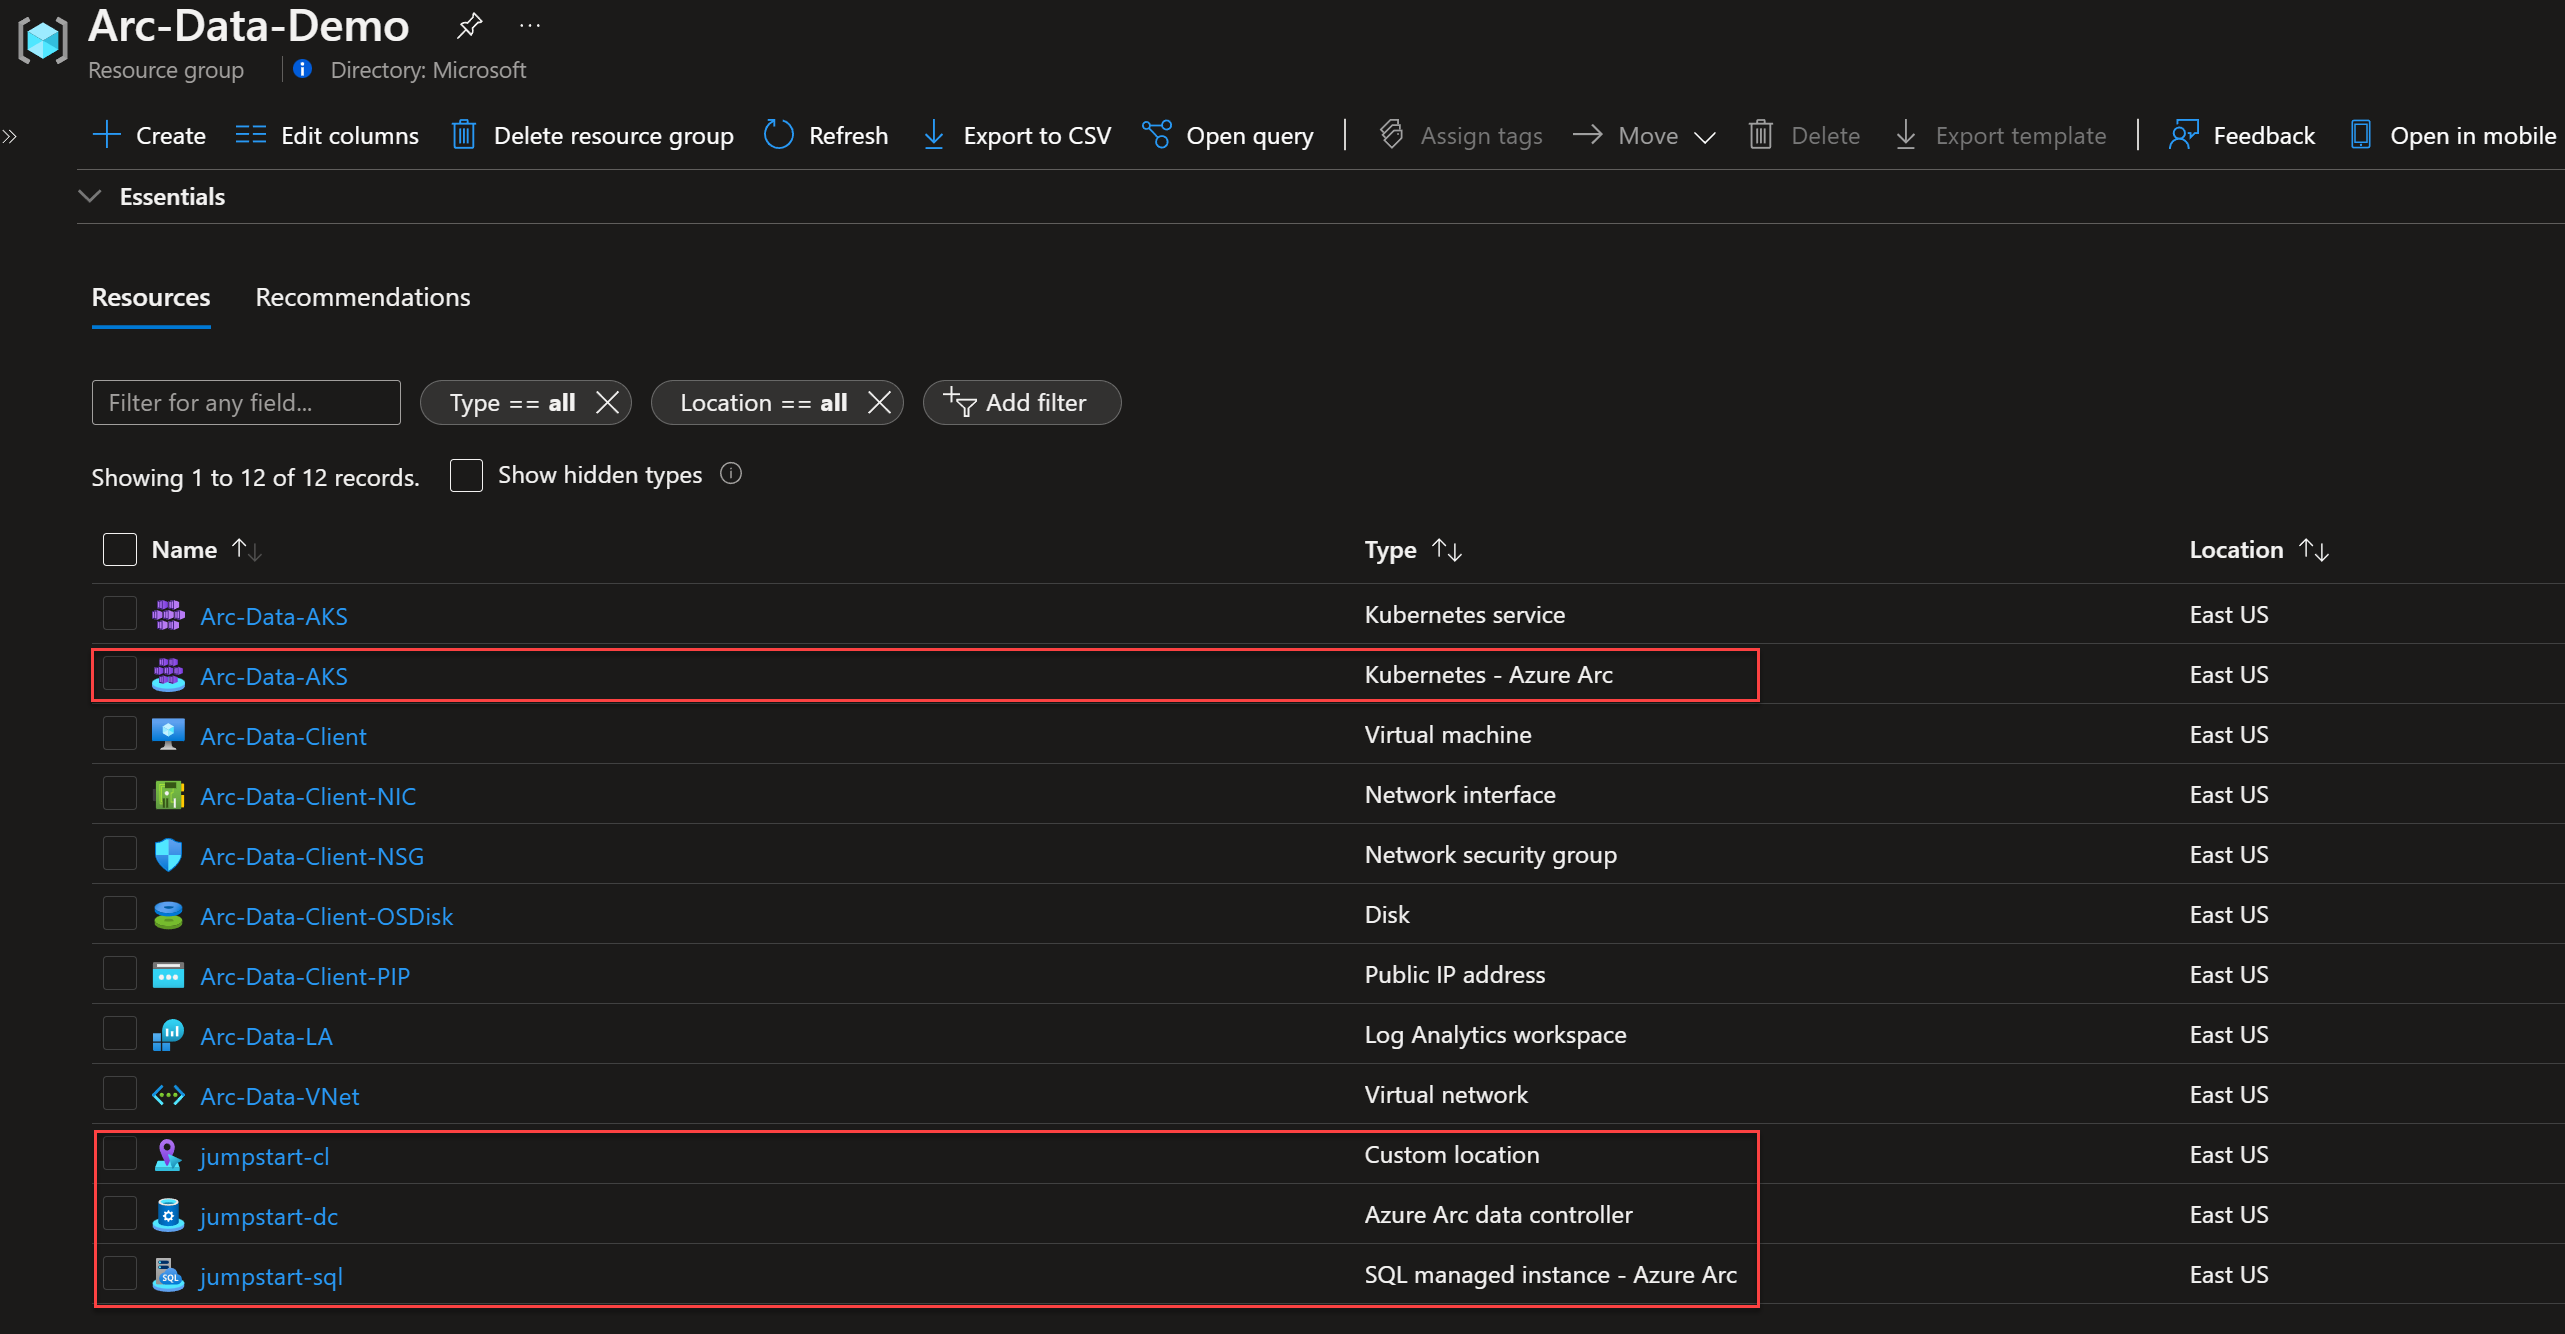 Arc-Data-Demo ...
Resource group Directory: Microsoft
Create Edit columns Delete resource group Refresh Export to CSV Open query Assign tags Move Delete Export template Feedback Open in mobile
Essentials
Resources Recommendations
Filter for any field... Type == all Location == all Add filter
Showing 1 to 12 of 12 records. Show hidden types
Name Type Location
Arc-Data-AKS Kubernetes service East US
Arc-Data-AKS Kubernetes - Azure Arc East US
Arc-Data-Client Virtual machine East US
Arc-Data-Client-NIC Network interface East US
Arc-Data-Client-NSG Network security group East US
Arc-Data-Client-OSDisk Disk East US
Arc-Data-Client-PIP Public IP address East US
Arc-Data-LA Log Analytics workspace East US
Arc-Data-VNet Virtual network East US
jumpstart-cl Custom location East US
jumpstart-dc Azure Arc data controller East US
SQL jumpstart-sql SQL managed instance - Azure Arc East US